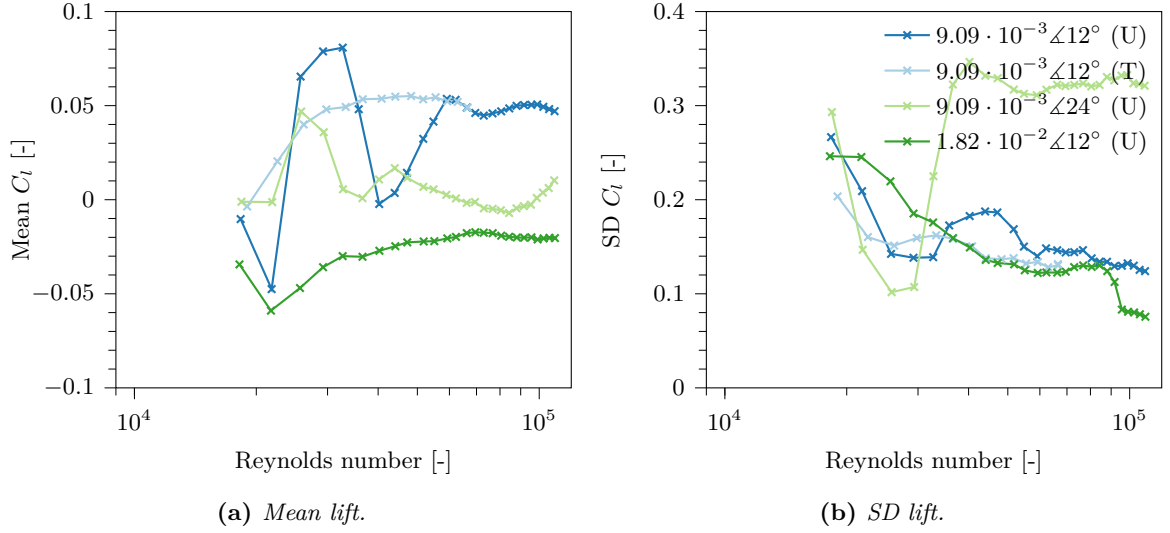 0.1
0.05
0
−0.05
−0.1
Mean C_l [-]
10^4
10^5
Reynolds number [-]
(a) Mean lift.
0.4
0.3
0.2
0.1
0
SD C_l [-]
9.09 · 10^−3∡12° (U)
9.09 · 10^−3∡12° (T)
9.09 · 10^−3∡24° (U)
1.82 · 10^−2∡12° (U)
10^4
10^5
Reynolds number [-]
(b) SD lift.